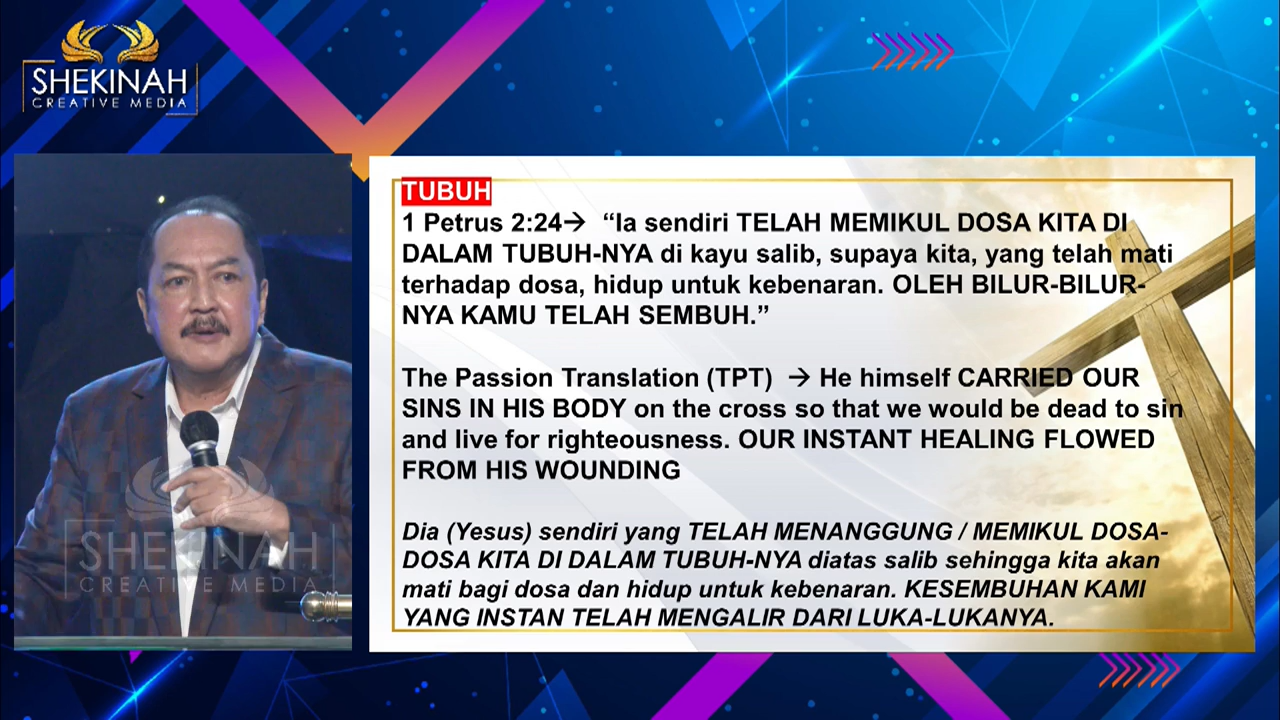 SHEKINAH
CREATIVE MEDIA
TUBUH
1 Petrus 2:24→ “Ia sendiri TELAH MEMIKUL DOSA KITA DI
DALAM TUBUH-NYA di kayu salib, supaya kita, yang telah mati
terhadap dosa, hidup untuk kebenaran. OLEH BILUR-BILUR-
NYA KAMU TELAH SEMBUH.”
The Passion Translation (TPT) → He himself CARRIED OUR
SINS IN HIS BODY on the cross so that we would be dead to sin
and live for righteousness. OUR INSTANT HEALING FLOWED
FROM HIS WOUNDING
Dia (Yesus) sendiri yang TELAH MENANGGUNG / MEMIKUL DOSA-
DOSA KITA DI DALAM TUBUH-NYA diatas salib sehingga kita akan
mati bagi dosa dan hidup untuk kebenaran. KESEMBUHAN KAMI
YANG INSTAN TELAH MENGALIR DARI LUKA-LUKANYA.
SHEKINAH
CREATIVE MEDIA